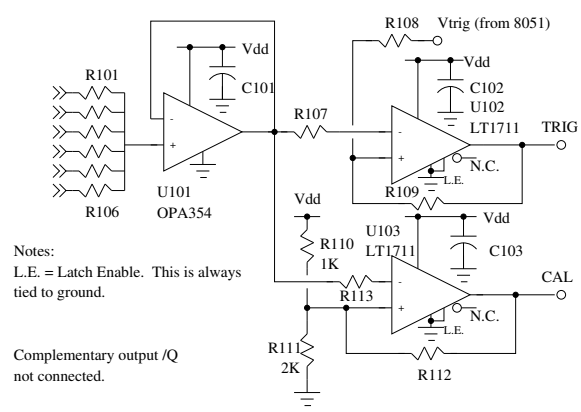 R108
Vtrig (from 8051)
Vdd
C101
R101
R106
-
+
U101
OPA354
R107
Vdd
C102
U102
LT1711
-
+
N.C.
L.E.
TRIG
R109
Vdd
R110
1K
U103
LT1711
Vdd
C103
R113
-
+
N.C.
L.E.
CAL
R111
2K
R112
Notes:
L.E. = Latch Enable. This is always
tied to ground.
Complementary output /Q
not connected.